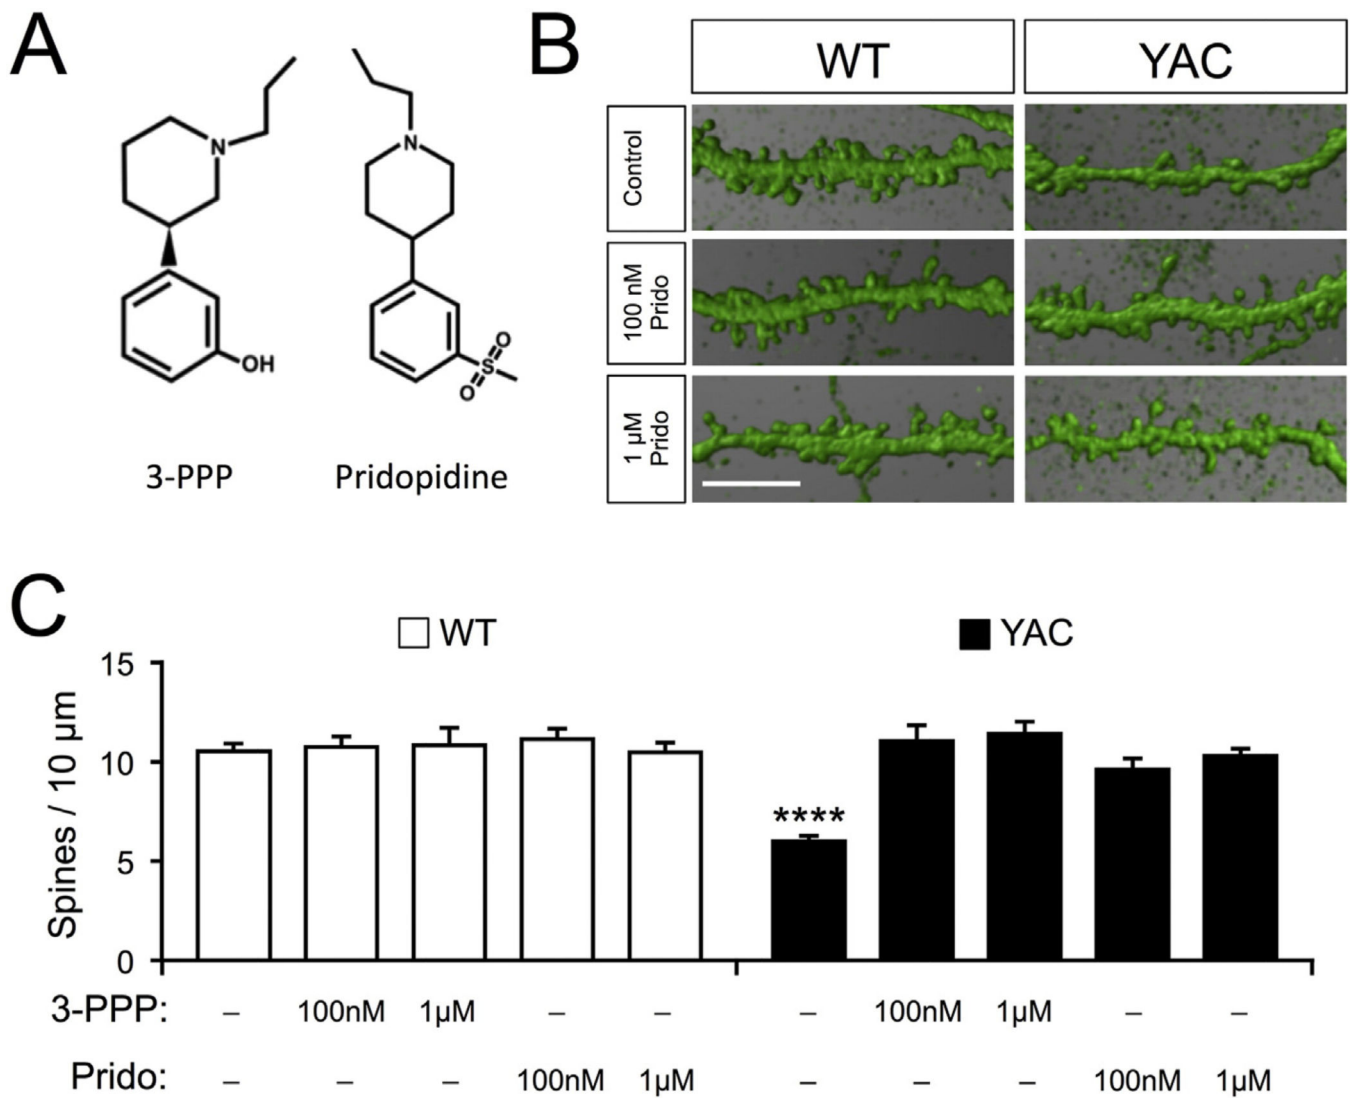 A
N
OH
3-PPP
N
O
S
O
Pridopidine
B
WT
YAC
Control
100 nM
Prido
1 µM
Prido
C
WT
YAC
Spines / 10 µm
15
10
5
0
****
3-PPP: – 100nM 1µM – – – 100nM 1µM – –
Prido: – – – 100nM 1µM – – – 100nM 1µM